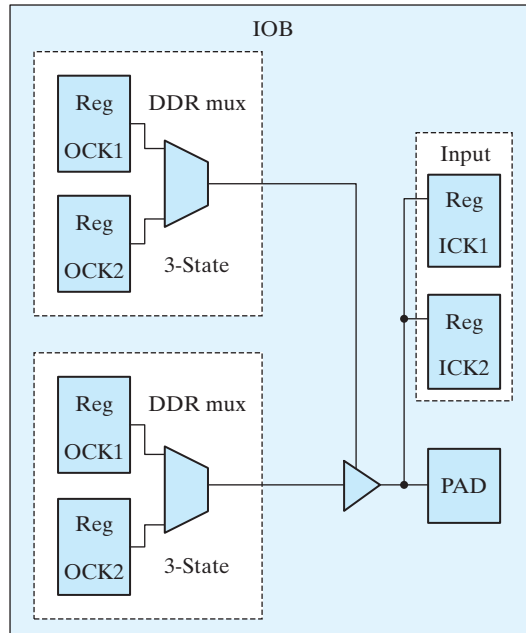 IOB
Reg
OCK1
DDR mux
Reg
OCK2
3-State
Input
Reg
ICK1
Reg
ICK2
Reg
OCK1
DDR mux
Reg
OCK2
3-State
PAD